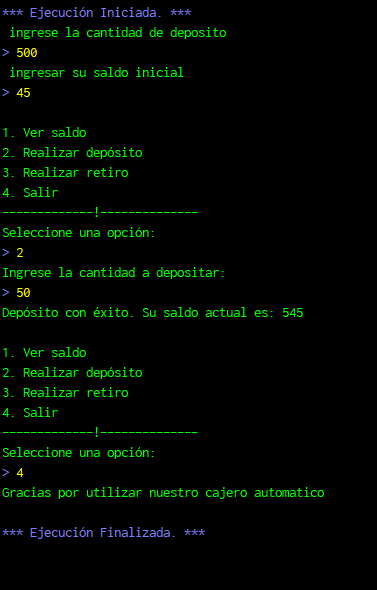 *** Ejecución Iniciada. ***
ingrese la cantidad de deposito
> 500
ingresar su saldo inicial
> 45
1. Ver saldo
2. Realizar depósito
3. Realizar retiro
4. Salir
-------------!--------------
Seleccione una opción:
> 2
Ingrese la cantidad a depositar:
> 50
Depósito con éxito. Su saldo actual es: 545
1. Ver saldo
2. Realizar depósito
3. Realizar retiro
4. Salir
-------------!--------------
Seleccione una opción:
> 4
Gracias por utilizar nuestro cajero automatico
*** Ejecución Finalizada. ***